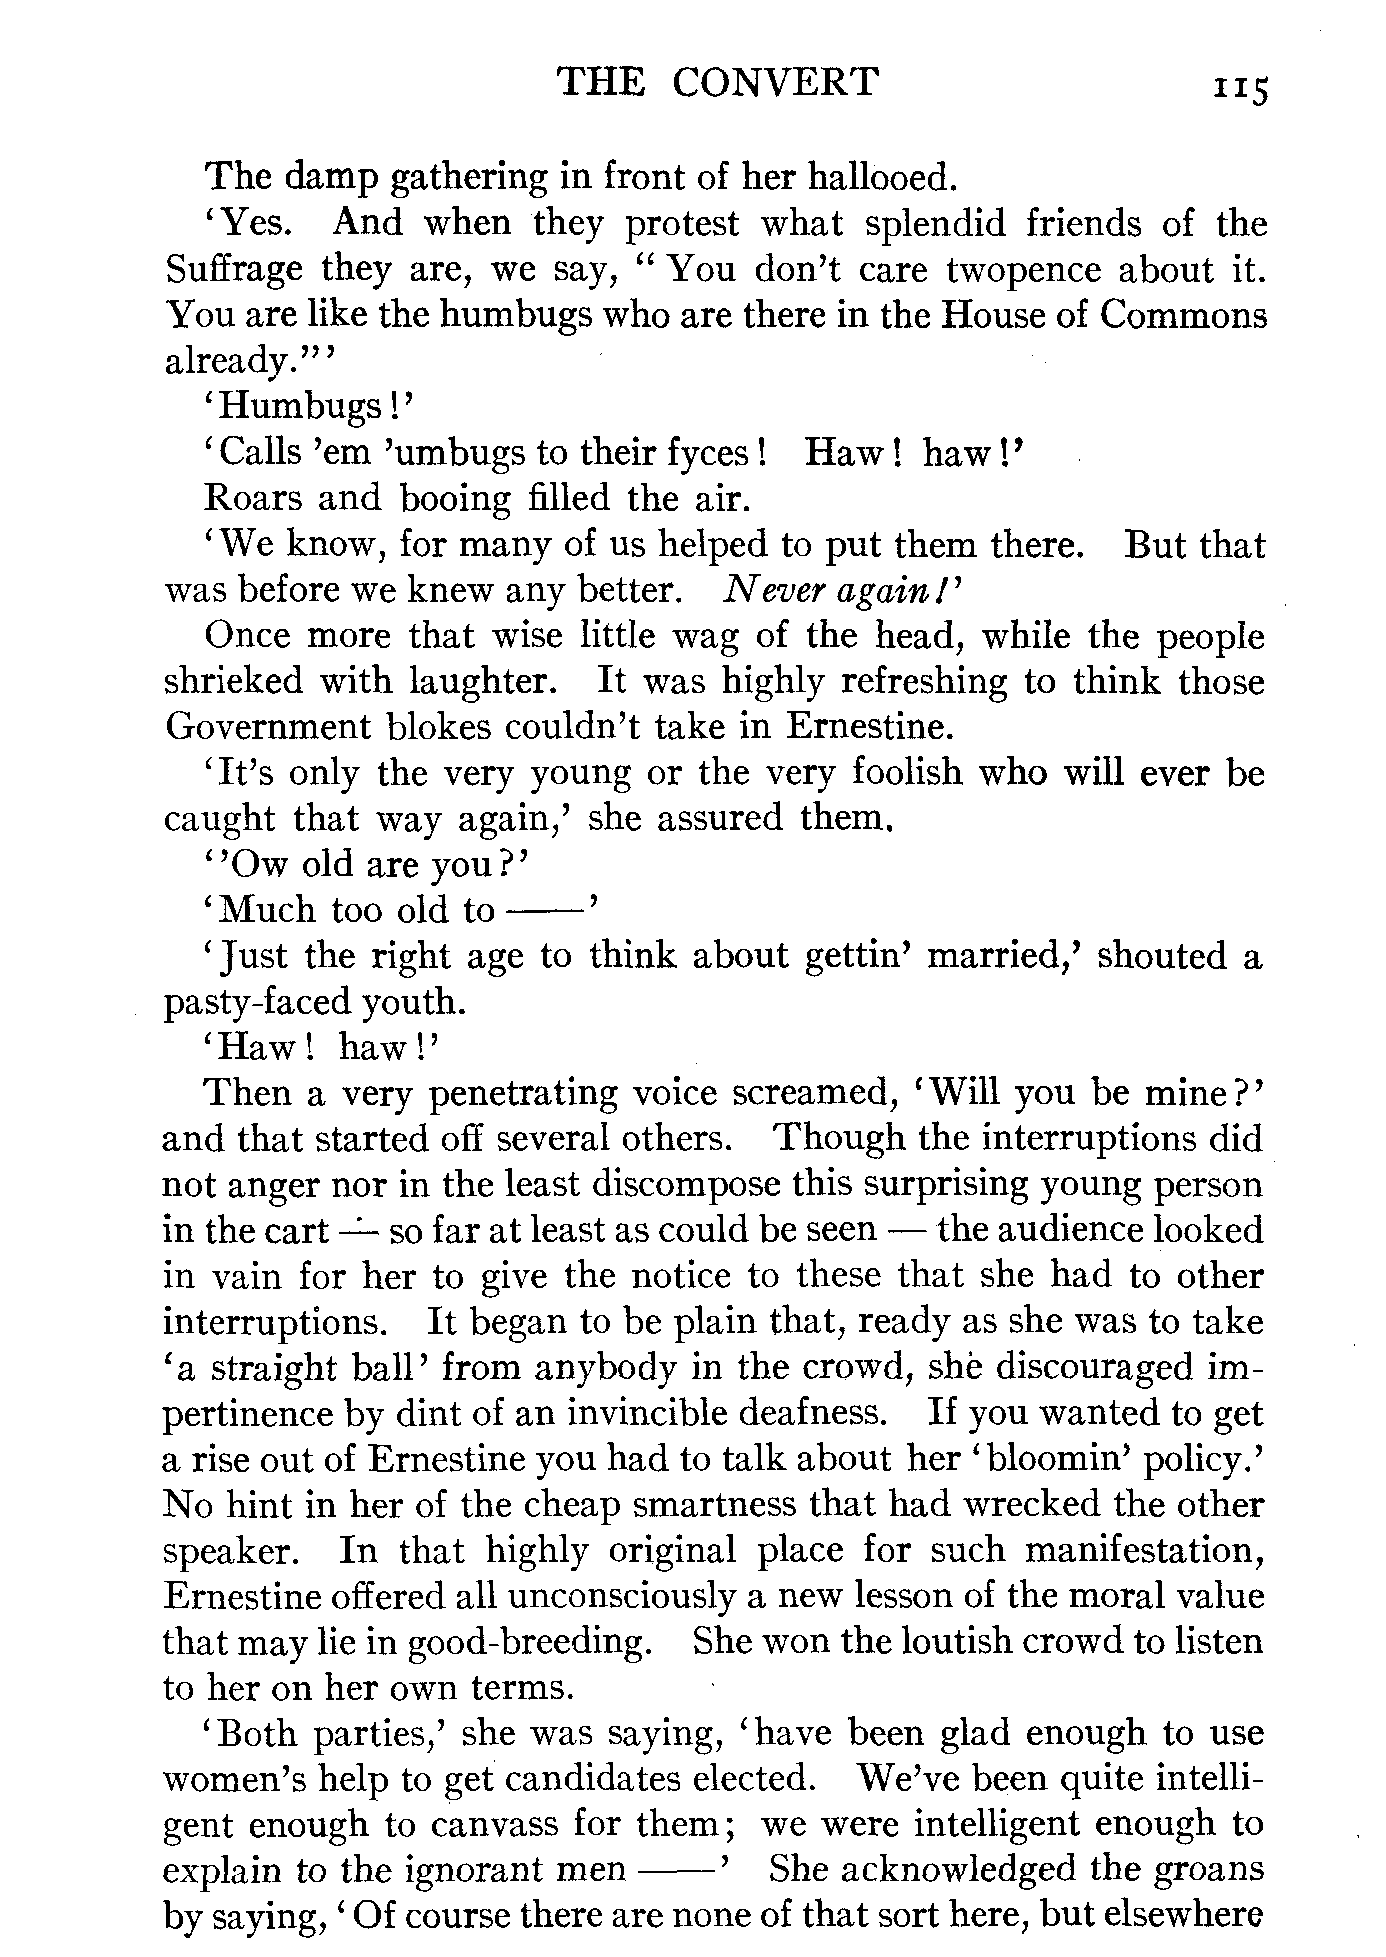 THE CONVERT 115
The damp gathering in front of her hallooed.
‘Yes. And when they protest what splendid friends of the
Suffrage they are, we say, “ You don’t care twopence about it.
You are like the humbugs who are there in the House of Commons
already.”’
‘Humbugs!’
‘Calls ’em ’umbugs to their fyces! Haw! haw!’
Roars and booing filled the air.
‘We know, for many of us helped to put them there. But that
was before we knew any better. Never again!’
Once more that wise little wag of the head, while the people
shrieked with laughter. It was highly refreshing to think those
Government blokes couldn’t take in Ernestine.
‘It’s only the very young or the very foolish who will ever be
caught that way again,’ she assured them.
‘’Ow old are you?’
‘Much too old to ——’
‘Just the right age to think about gettin’ married,’ shouted a
pasty-faced youth.
‘Haw! haw!’
Then a very penetrating voice screamed, ‘Will you be mine?’
and that started off several others. Though the interruptions did
not anger nor in the least discompose this surprising young person
in the cart — so far at least as could be seen — the audience looked
in vain for her to give the notice to these that she had to other
interruptions. It began to be plain that, ready as she was to take
‘a straight ball’ from anybody in the crowd, she discouraged im-
pertinence by dint of an invincible deafness. If you wanted to get
a rise out of Ernestine you had to talk about her ‘bloomin’ policy.’
No hint in her of the cheap smartness that had wrecked the other
speaker. In that highly original place for such manifestation,
Ernestine offered all unconsciously a new lesson of the moral value
that may lie in good-breeding. She won the loutish crowd to listen
to her on her own terms.
‘Both parties,’ she was saying, ‘have been glad enough to use
women’s help to get candidates elected. We’ve been quite intelli-
gent enough to canvass for them; we were intelligent enough to
explain to the ignorant men ——’ She acknowledged the groans
by saying, ‘Of course there are none of that sort here, but elsewhere